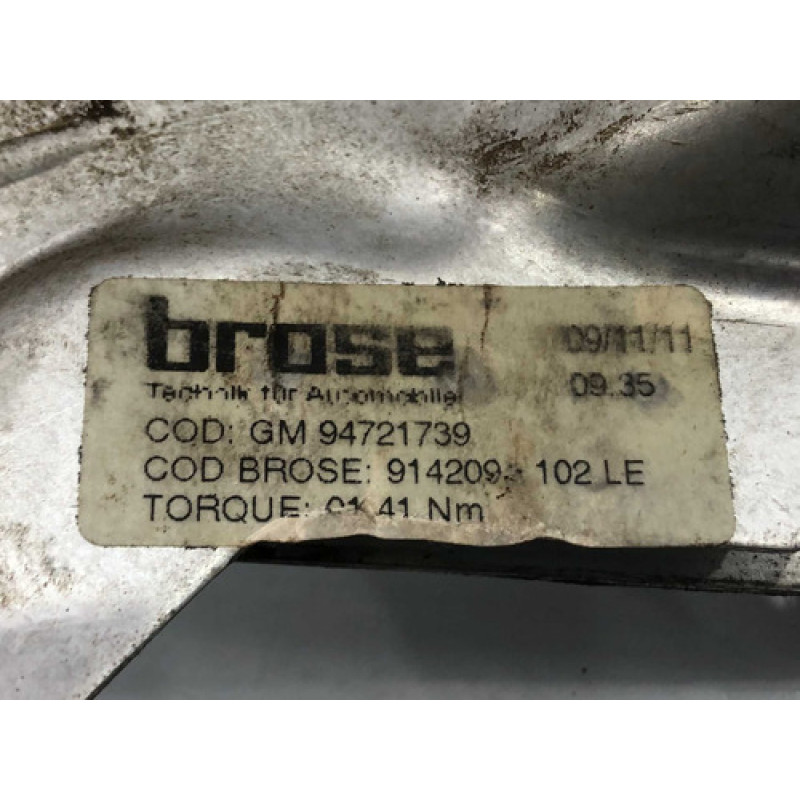 brose
Technik für Automobile
09/11/11
09.35
COD: GM 94721739
COD BROSE: 914209- 102 LE
TORQUE: 01.41 Nm